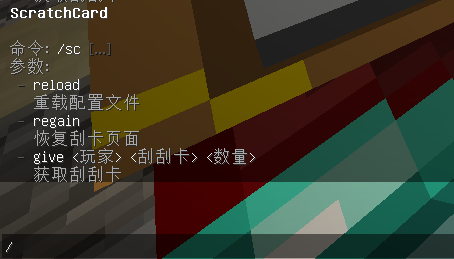 ScratchCard
命令: /sc [...]
参数:
- reload
重载配置文件
- regain
恢复刮卡页面
- give <玩家> <刮刮卡> <数量>
获取刮刮卡
/